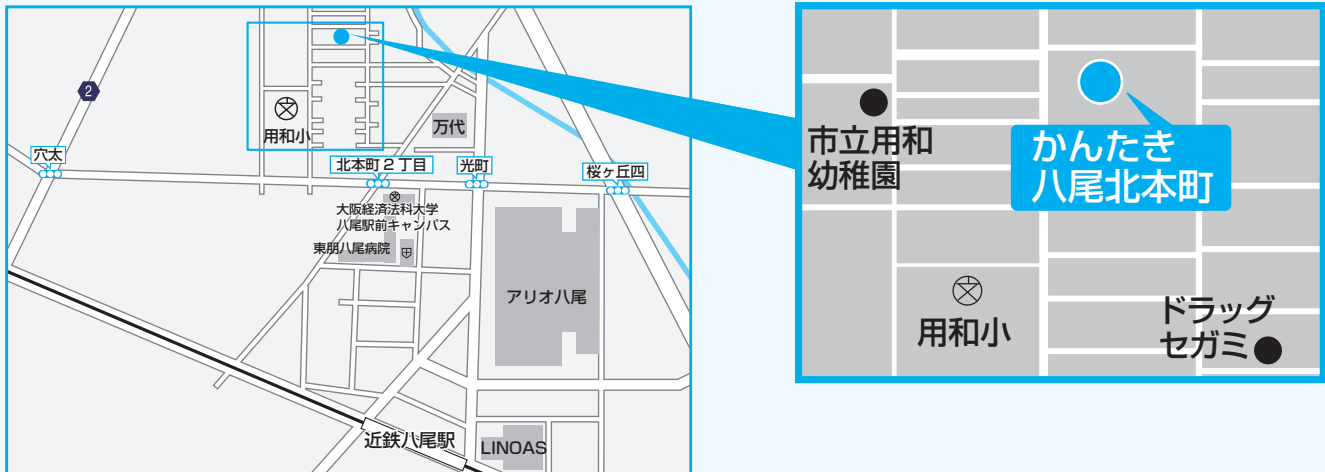 2
用和小
万代
穴太
北本町2丁目
光町
桜ヶ丘四
大阪経済法科大学
八尾駅前キャンパス
東朋八尾病院
アリオ八尾
近鉄八尾駅
LINOAS
市立用和
幼稚園
かんたき
八尾北本町
用和小
ドラッグ
セガミ